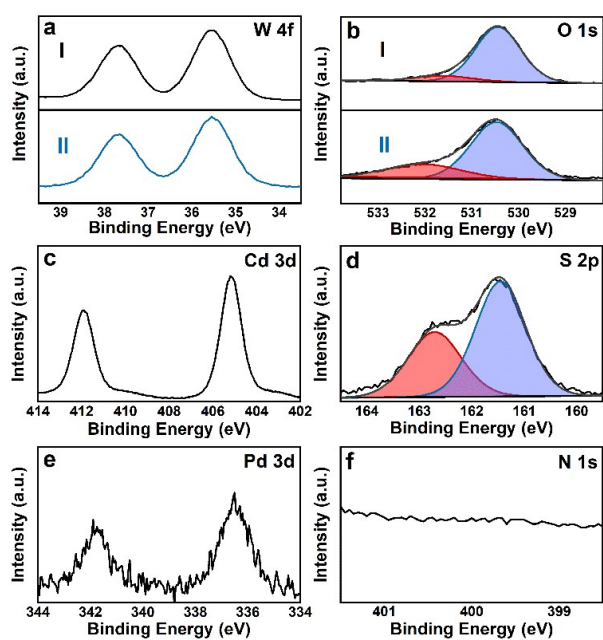 a W 4f
I
II
Intensity (a.u.)
39 38 37 36 35 34
Binding Energy (eV)
b O 1s
I
II
Intensity (a.u.)
533 532 531 530 529
Binding Energy (eV)
c Cd 3d
Intensity (a.u.)
414 412 410 408 406 404 402
Binding Energy (eV)
d S 2p
Intensity (a.u.)
164 163 162 161 160
Binding Energy (eV)
e Pd 3d
Intensity (a.u.)
344 342 340 338 336 334
Binding Energy (eV)
f N 1s
Intensity (a.u.)
401 400 399
Binding Energy (eV)